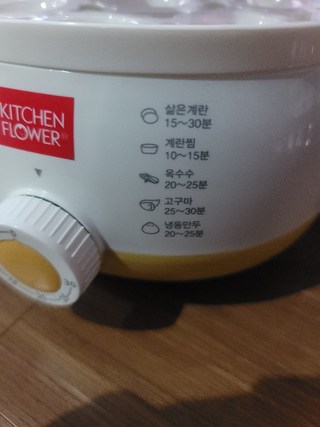 KITCHEN
FLOWER
삶은계란
15~30분
계란찜
10~15분
옥수수
20~25분
고구마
25~30분
냉동만두
20~25분